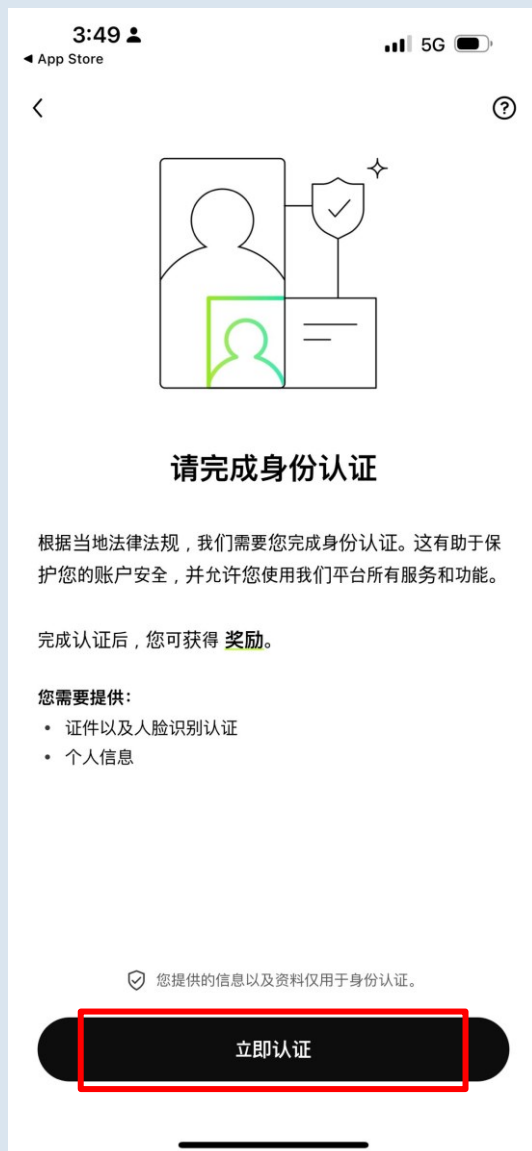 3:49
5G
◀ App Store
请完成身份认证
根据当地法律法规，我们需要您完成身份认证。这有助于保
护您的账户安全，并允许您使用我们平台所有服务和功能。
完成认证后，您可获得 奖励。
您需要提供：
• 证件以及人脸识别认证
• 个人信息
您提供的信息以及资料仅用于身份认证。
立即认证